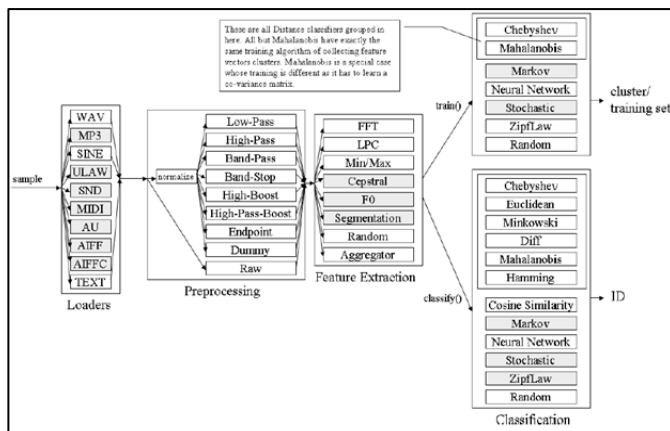 These are all Distance classifiers grouped in
here. All but Mahalanobis have exactly the
same training algorithm of collecting feature
vectors clusters. Mahalanobis is a special case
whose training is different as it has to learn a
co-variance matrix.
sample
WAV
MP3
SINE
ULAW
SND
MIDI
AU
AIFF
AIFFC
TEXT
Loaders
normalize
Low-Pass
High-Pass
Band-Pass
Band-Stop
High-Boost
High-Pass-Boost
Endpoint
Dummy
Raw
Preprocessing
FFT
LPC
Min/Max
Cepstral
F0
Segmentation
Random
Aggregator
Feature Extraction
train()
Chebyshev
Mahalanobis
Markov
Neural Network
Stochastic
ZipfLaw
Random
cluster/
training set
classify()
Chebyshev
Euclidean
Minkowski
Diff
Mahalanobis
Hamming
Cosine Similarity
Markov
Neural Network
Stochastic
ZipfLaw
Random
ID
Classification